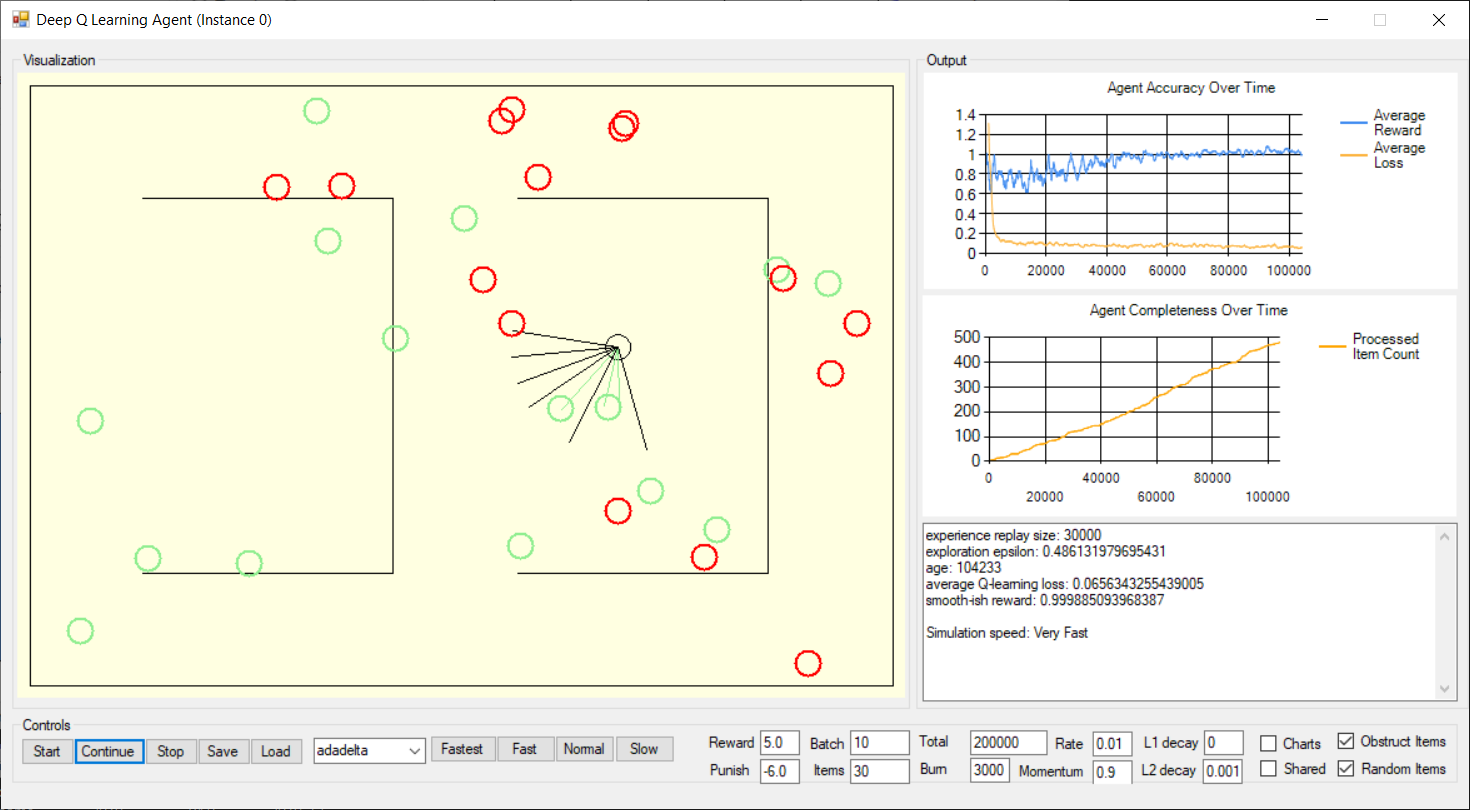 Deep Q Learning Agent (Instance 0)
Visualization
Output
Agent Accuracy Over Time
1.4
1.2
1
0.8
0.6
0.4
0.2
0
0 20000 40000 60000 80000 100000
Average
Reward
Average
Loss
Agent Completeness Over Time
500
400
300
200
100
0
0 40000 80000
20000 60000 100000
Processed
Item Count
experience replay size: 30000
exploration epsilon: 0.486131979695431
age: 104233
average Q-learning loss: 0.0656343255439005
smooth-ish reward: 0.999885093968387
Simulation speed: Very Fast
Controls
Start Continue Stop Save Load adadelta Fastest Fast Normal Slow
Reward 5.0 Batch 10 Total 200000 Rate 0.01 L1 decay 0 Charts Obstruct Items
Punish -6.0 Items 30 Burn 3000 Momentum 0.9 L2 decay 0.001 Shared Random Items